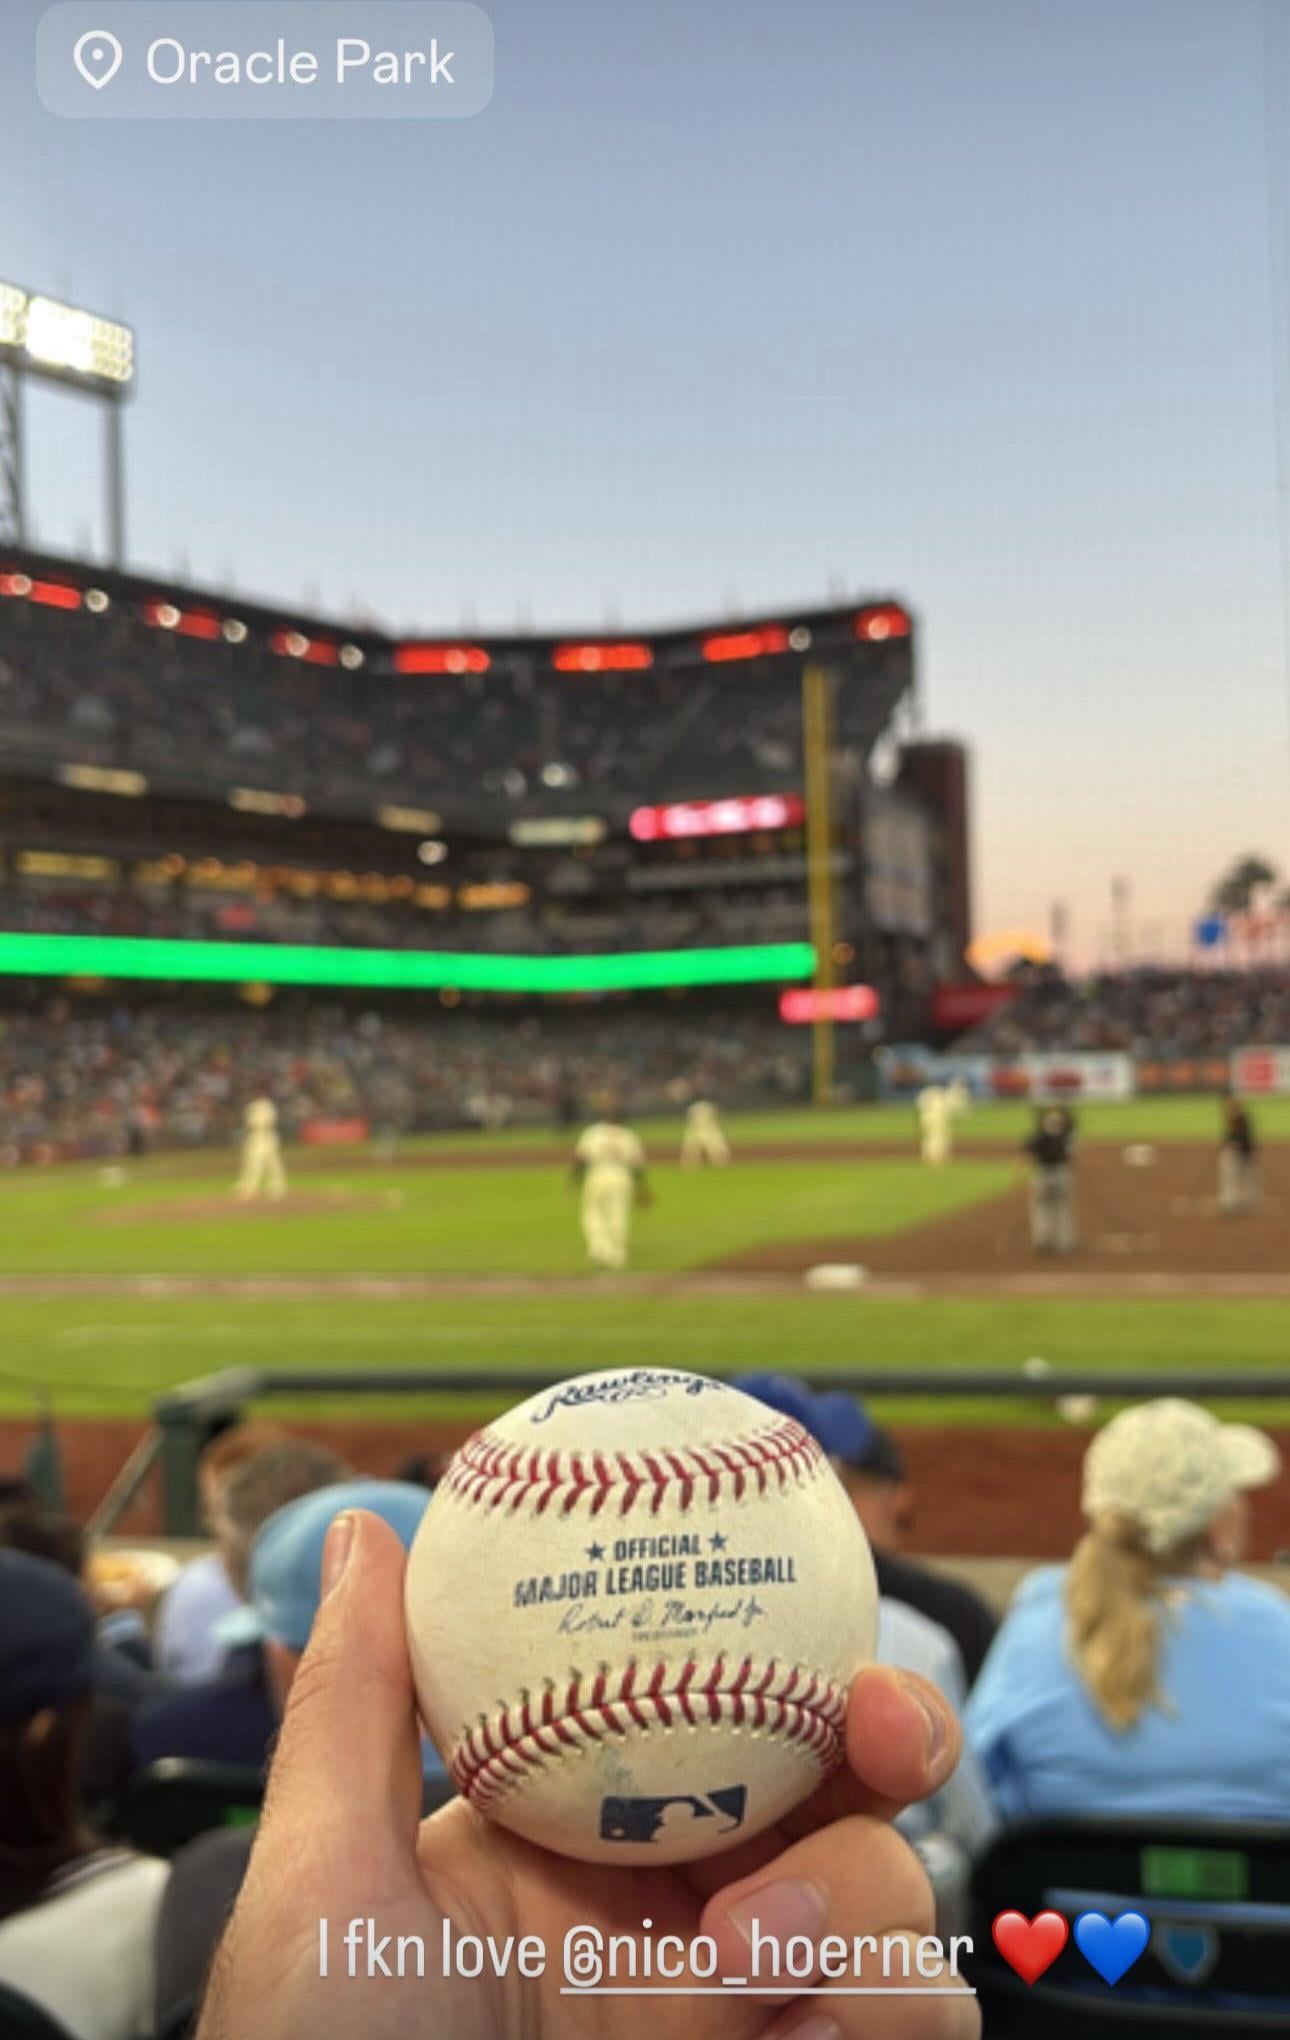 Oracle Park
Rawlings
OFFICIAL
MAJOR LEAGUE BASEBALL
Robert D. Manfred Jr.
I fkn love @nico_hoerner ❤️💙